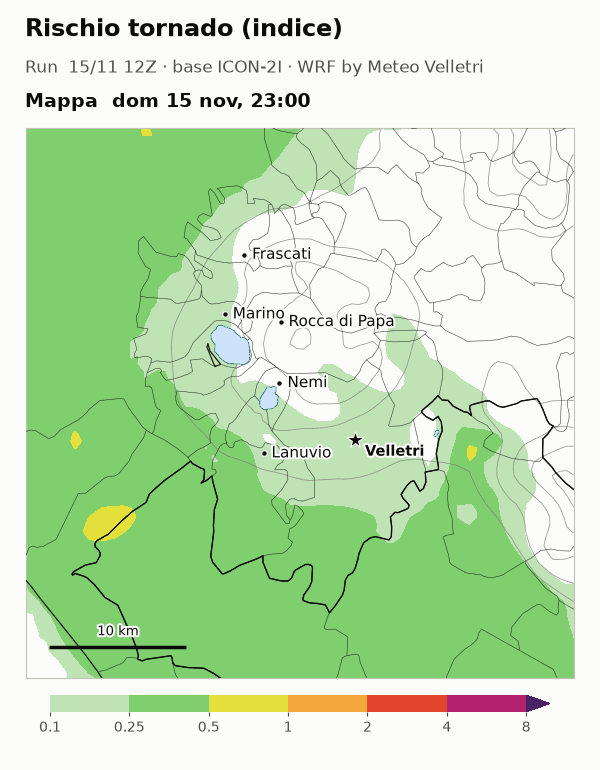 Rischio tornado (indice)
Run  15/11 12Z · base ICON-2I · WRF by Meteo Velletri
Mappa  dom 15 nov, 23:00
Frascati
Marino
Rocca di Papa
Nemi
Velletri
Lanuvio
10 km
0.1 0.25 0.5 1 2 4 8